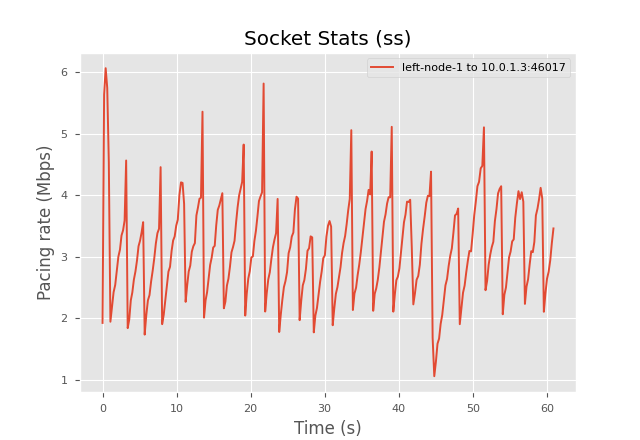 Socket Stats (ss)
left-node-1 to 10.0.1.3:46017
Pacing rate (Mbps)
6
5
4
3
2
1
0 10 20 30 40 50 60
Time (s)